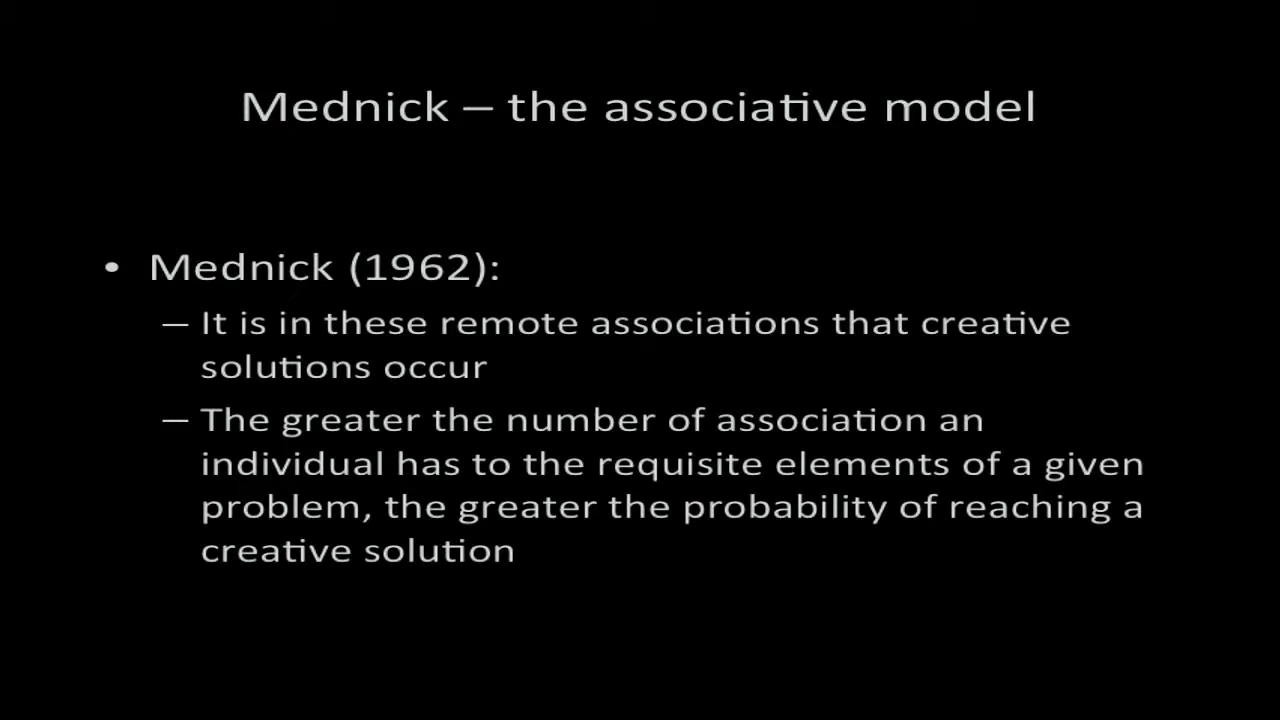 Mednick – the associative model
• Mednick (1962):
– It is in these remote associations that creative
solutions occur
– The greater the number of association an
individual has to the requisite elements of a given
problem, the greater the probability of reaching a
creative solution